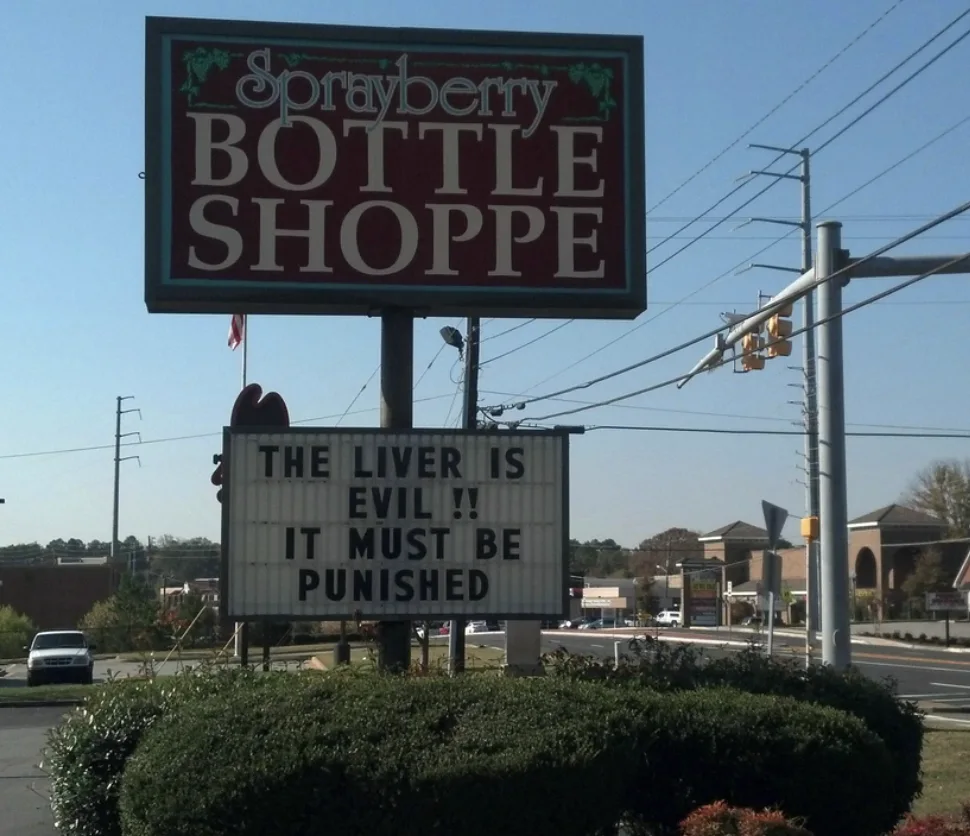 Sprayberry
BOTTLE
SHOPPE
THE LIVER IS
EVIL !!
IT MUST BE
PUNISHED